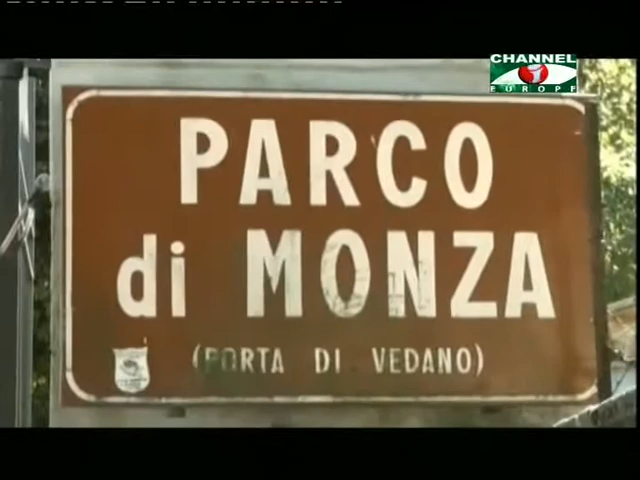 CHANNEL
i
EUROPE
PARCO
di MONZA
(PORTA DI VEDANO)